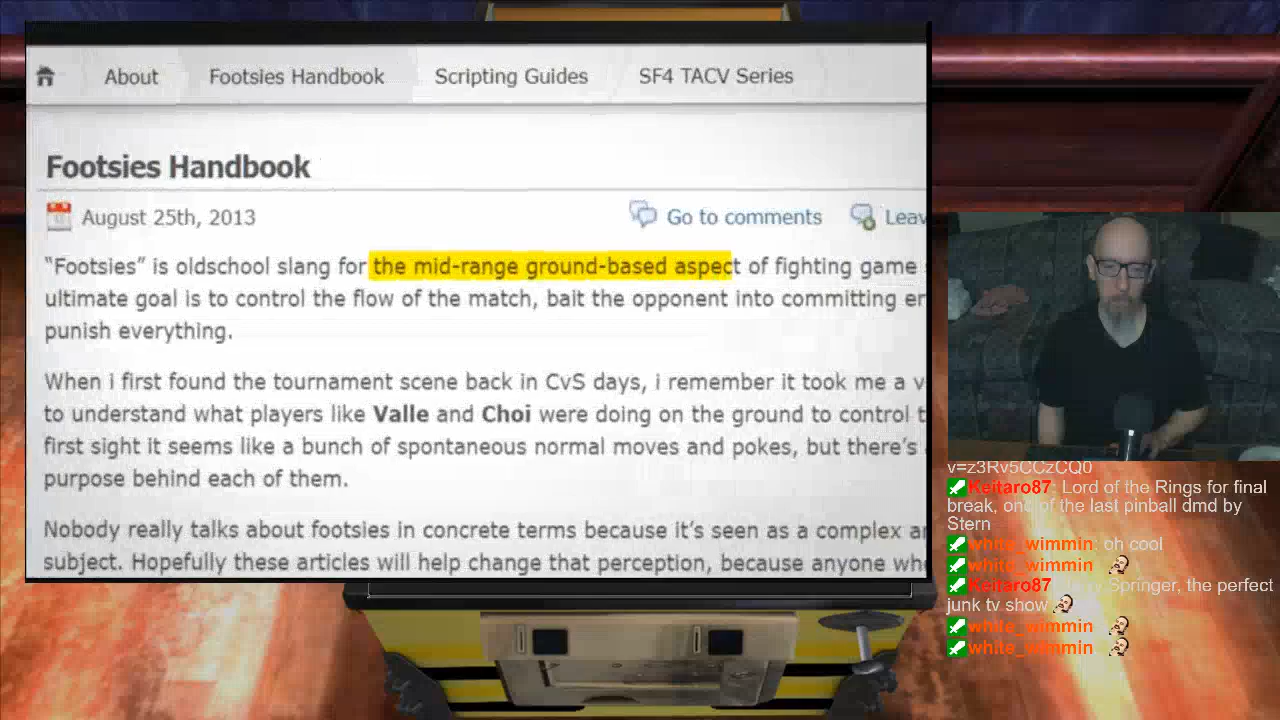 About
Footsies Handbook
Scripting Guides
SF4 TACV Series
Footsies Handbook
August 25th, 2013
Go to comments
“Footsies” is oldschool slang for the mid-range ground-based aspect of fighting game
ultimate goal is to control the flow of the match, bait the opponent into committing
punish everything.
When i first found the tournament scene back in CvS days, i remember it took me a
to understand what players like Valle and Choi were doing on the ground to control
first sight it seems like a bunch of spontaneous normal moves and pokes, but there’s
purpose behind each of them.
Nobody really talks about footsies in concrete terms because it’s seen as a complex
subject. Hopefully these articles will help change that perception, because anyone
v=z3Rv5CCzCQ0
Keitaro87: Lord of the Rings for final
break, one of the last pinball dmd by
Stern
white_wimmin: oh cool
white_wimmin:
Keitaro87: Springer, the perfect
junk tv show
white_wimmin:
white_wimmin: